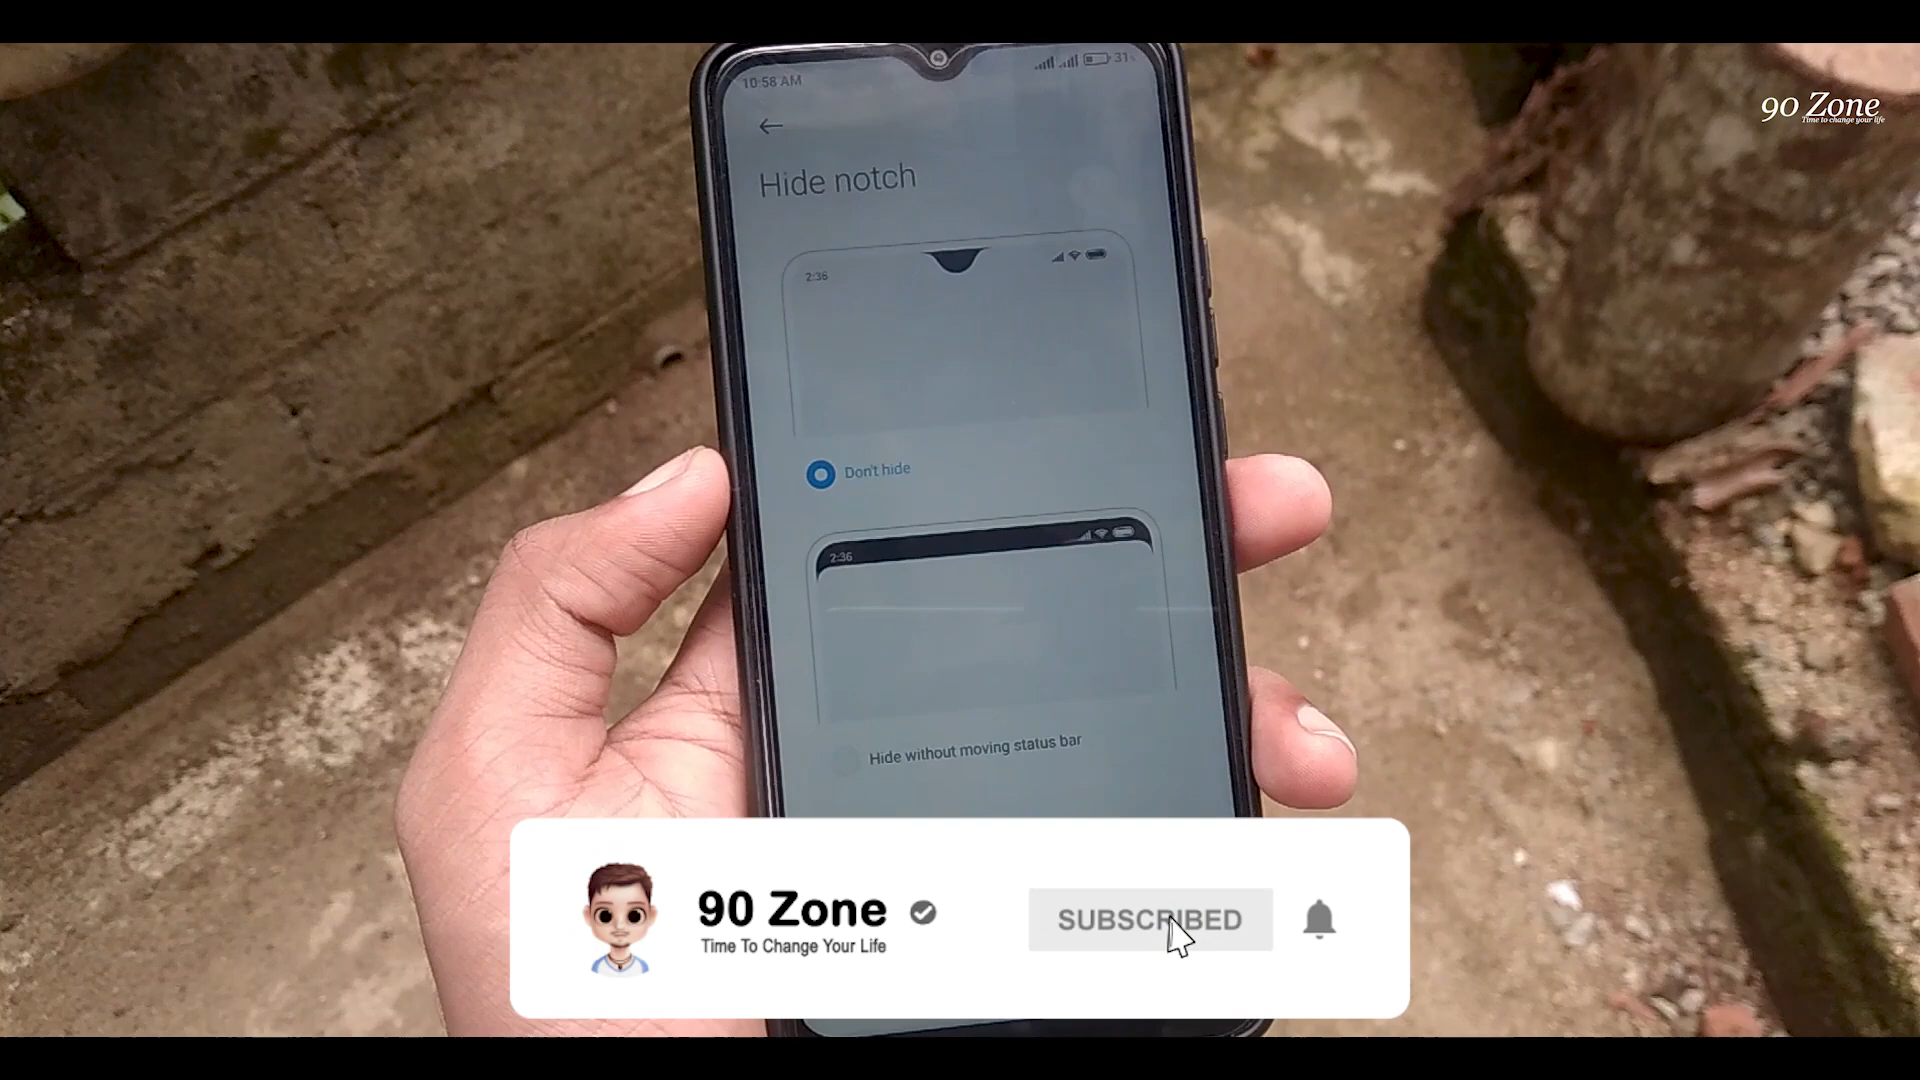 90 Zone
Time to change your life
10:58 AM
31%
Hide notch
2:36
Don't hide
2:36
Hide without moving status bar
90 Zone
Time To Change Your Life
SUBSCRIBED